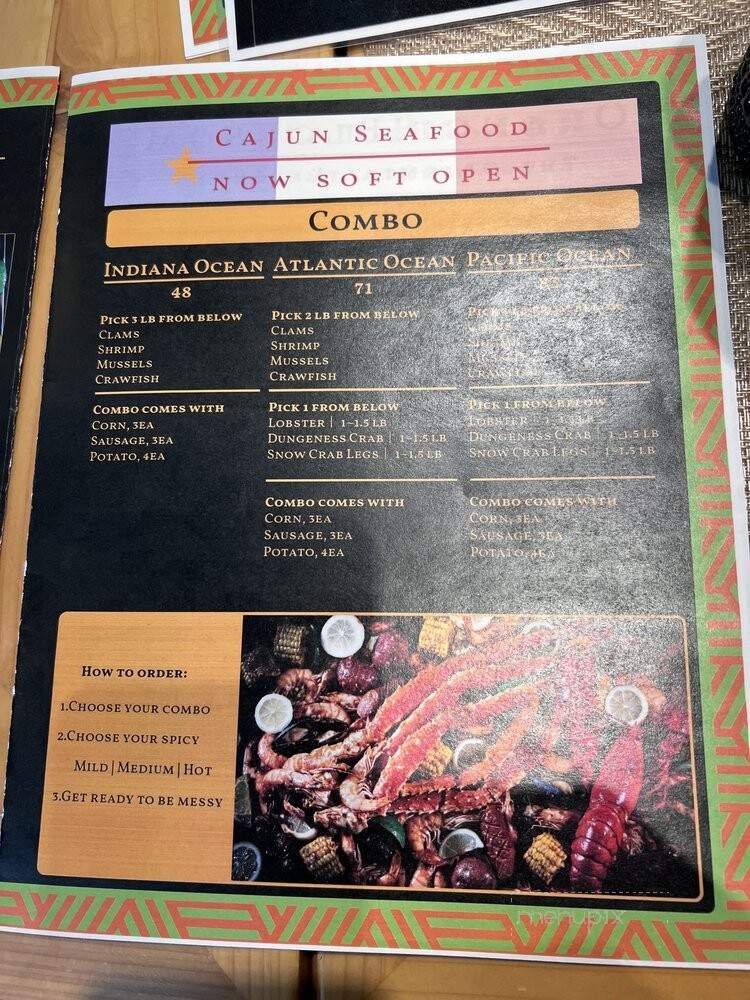 CAJUN SEAFOOD
NOW SOFT OPEN
COMBO
INDIANA OCEAN
48
PICK 3 LB FROM BELOW
CLAMS
SHRIMP
MUSSELS
CRAWFISH
COMBO COMES WITH
CORN, 3EA
SAUSAGE, 3EA
POTATO, 4EA
ATLANTIC OCEAN
71
PICK 2 LB FROM BELOW
CLAMS
SHRIMP
MUSSELS
CRAWFISH
PICK 1 FROM BELOW
LOBSTER | 1~1.5 LB
DUNGENESS CRAB | 1~1.5 LB
SNOW CRAB LEGS | 1~1.5 LB
COMBO COMES WITH
CORN, 3EA
SAUSAGE, 3EA
POTATO, 4EA
PACIFIC OCEAN
PICK
CRAWFISH
PICK 1 FROM BELOW
LOBSTER
DUNGENESS CRAB | 1~1.5 LB
SNOW CRAB LEGS | 1~1.5 LB
COMBO COMES WITH
CORN, 3EA
SAUSAGE, 3EA
POTATO, 4EA
HOW TO ORDER:
1.CHOOSE YOUR COMBO
2.CHOOSE YOUR SPICY
MILD | MEDIUM | HOT
3.GET READY TO BE MESSY
menupix